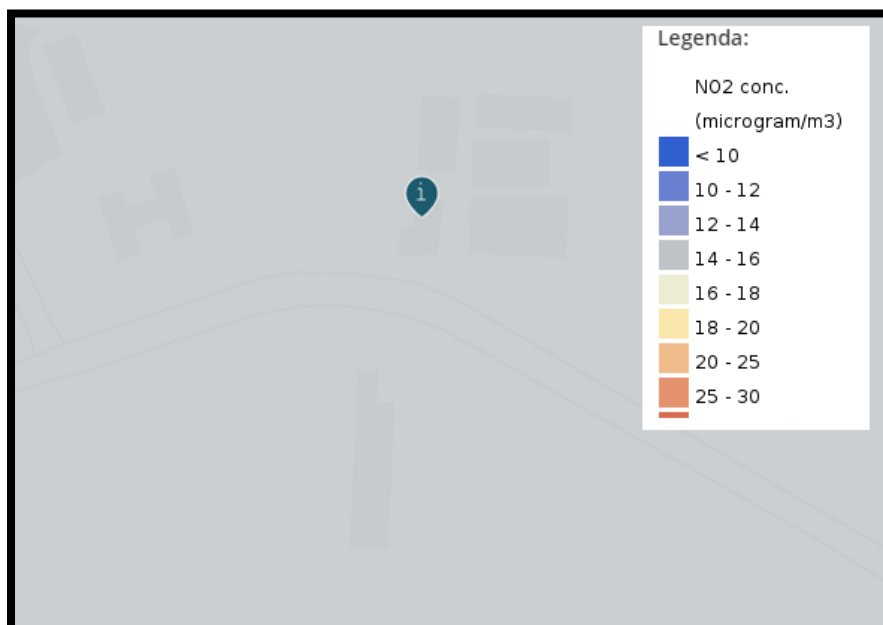 Legenda:
NO2 conc.
(microgram/m3)
< 10
10 - 12
12 - 14
14 - 16
16 - 18
18 - 20
20 - 25
25 - 30
i